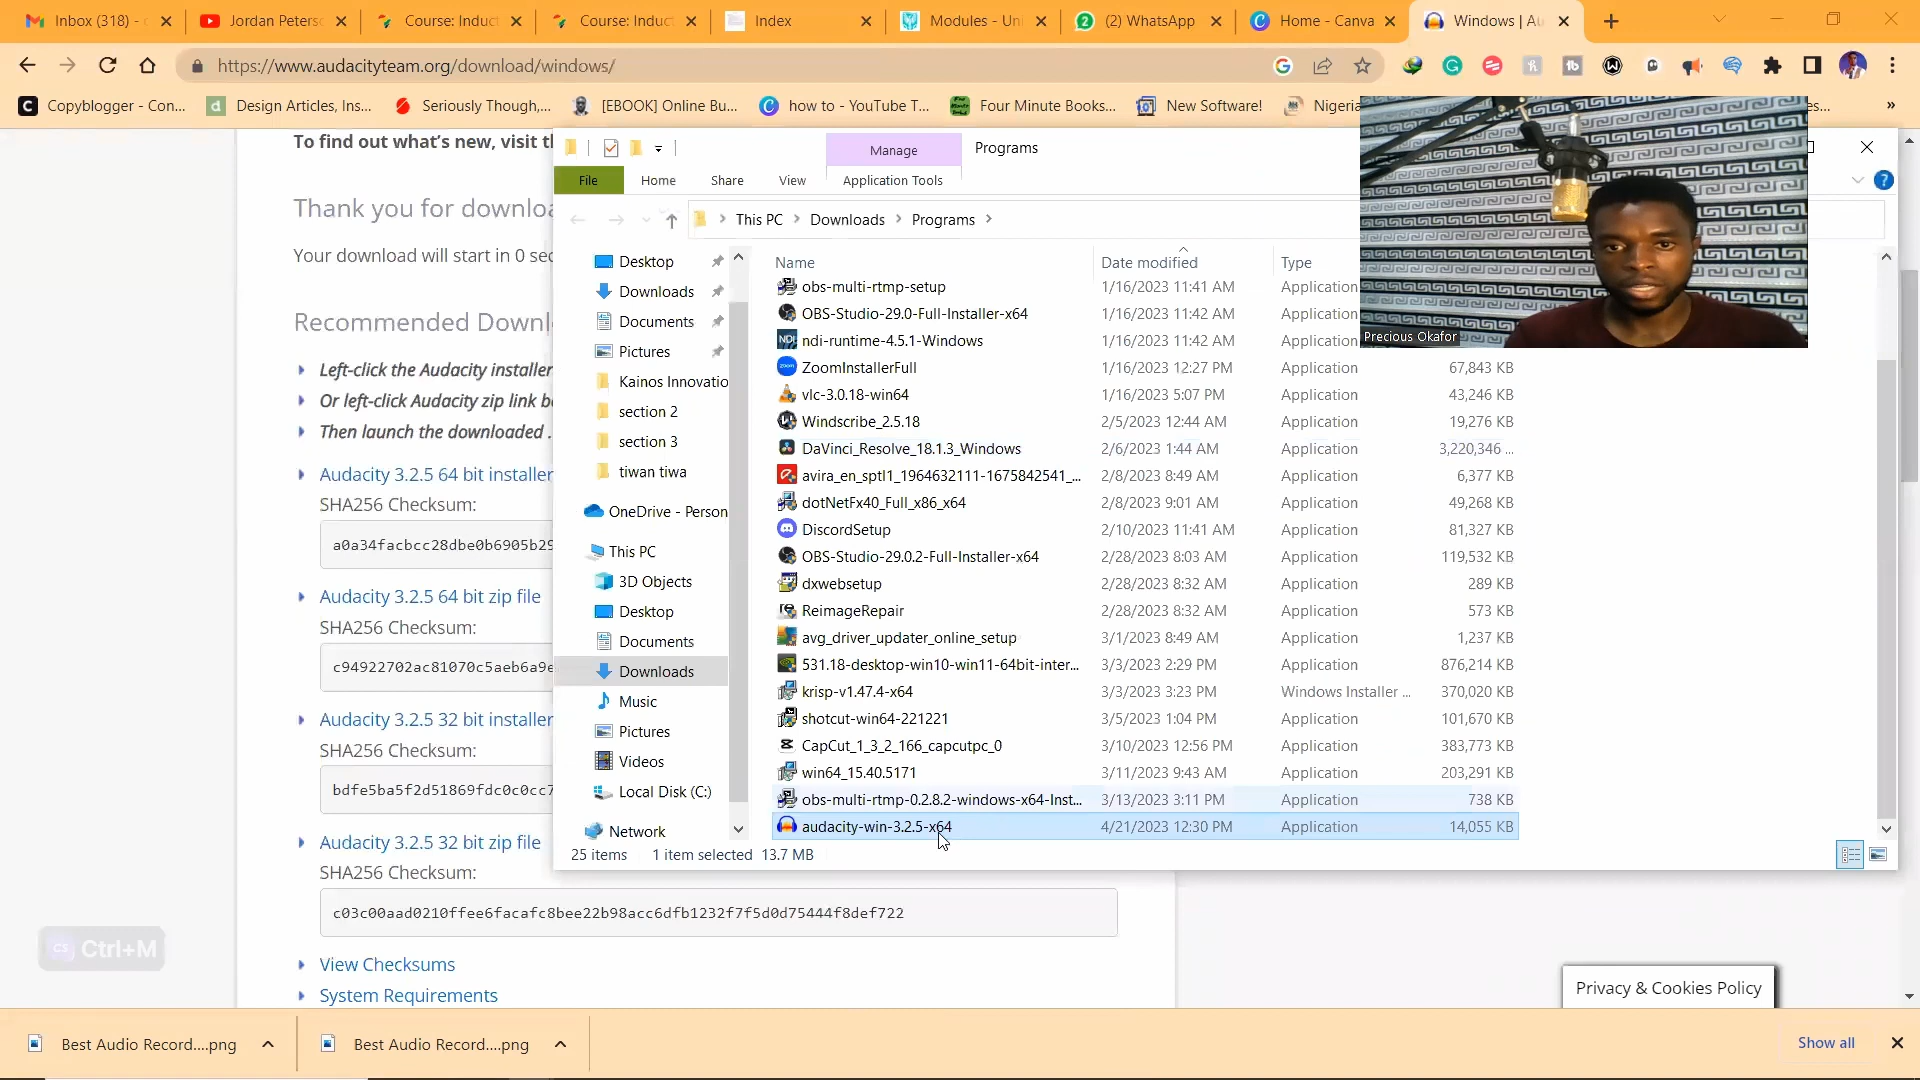 Inbox (318) -
Jordan Peters
Course: Induct
Course: Induct
Index
Modules - Uni
(2) WhatsApp
Home - Canva
Windows | Au
https://www.audacityteam.org/download/windows/
Copyblogger - Con...
Design Articles, Ins...
Seriously Though,...
[EBOOK] Online Bu...
how to - YouTube T...
Four Minute Books...
New Software!
Nigeria
To find out what's new, visit th
Thank you for downloa
Your download will start in 0 sec
Recommended Downl
Left-click the Audacity installer
Or left-click Audacity zip link be
Then launch the downloaded .
Audacity 3.2.5 64 bit installer
SHA256 Checksum:
a0a34facbcc28dbe0b6905b29
Audacity 3.2.5 64 bit zip file
SHA256 Checksum:
c94922702ac81070c5aeb6a9e
Audacity 3.2.5 32 bit installer
SHA256 Checksum:
bdfe5ba5f2d51869fdc0c0cc7
Audacity 3.2.5 32 bit zip file
SHA256 Checksum:
c03c00aad0210ffee6facafc8bee22b98acc6dfb1232f7f5d0d75444f8def722
View Checksums
System Requirements
Manage
Programs
File
Home
Share
View
Application Tools
This PC
Downloads
Programs
Desktop
Downloads
Documents
Pictures
Kainos Innovatio
section 2
section 3
tiwan tiwa
OneDrive - Person
This PC
3D Objects
Desktop
Documents
Downloads
Music
Pictures
Videos
Local Disk (C:)
Network
Name Date modified Type
obs-multi-rtmp-setup 1/16/2023 11:41 AM Application
OBS-Studio-29.0-Full-Installer-x64 1/16/2023 11:42 AM Application
ndi-runtime-4.5.1-Windows 1/16/2023 11:42 AM Application
ZoomInstallerFull 1/16/2023 12:27 PM Application 67,843 KB
vlc-3.0.18-win64 1/16/2023 5:07 PM Application 43,246 KB
Windscribe_2.5.18 2/5/2023 12:44 AM Application 19,276 KB
DaVinci_Resolve_18.1.3_Windows 2/6/2023 1:44 AM Application 3,220,346 ...
avira_en_sptl1_1964632111-1675842541_... 2/8/2023 8:49 AM Application 6,377 KB
dotNetFx40_Full_x86_x64 2/8/2023 9:01 AM Application 49,268 KB
DiscordSetup 2/10/2023 11:41 AM Application 81,327 KB
OBS-Studio-29.0.2-Full-Installer-x64 2/28/2023 8:03 AM Application 119,532 KB
dxwebsetup 2/28/2023 8:32 AM Application 289 KB
ReimageRepair 2/28/2023 8:32 AM Application 573 KB
avg_driver_updater_online_setup 3/1/2023 8:49 AM Application 1,237 KB
531.18-desktop-win10-win11-64bit-inter... 3/3/2023 2:29 PM Application 876,214 KB
krisp-v1.47.4-x64 3/3/2023 3:23 PM Windows Installer ... 370,020 KB
shotcut-win64-221221 3/5/2023 1:04 PM Application 101,670 KB
CapCut_1_3_2_166_capcutpc_0 3/10/2023 12:56 PM Application 383,773 KB
win64_15.40.5171 3/11/2023 9:43 AM Application 203,291 KB
obs-multi-rtmp-0.2.8.2-windows-x64-Inst... 3/13/2023 3:11 PM Application 738 KB
audacity-win-3.2.5-x64 4/21/2023 12:30 PM Application 14,055 KB
25 items 1 item selected 13.7 MB
Precious Okafor
CS Ctrl+M
Privacy & Cookies Policy
Best Audio Record....png
Best Audio Record....png
Show all